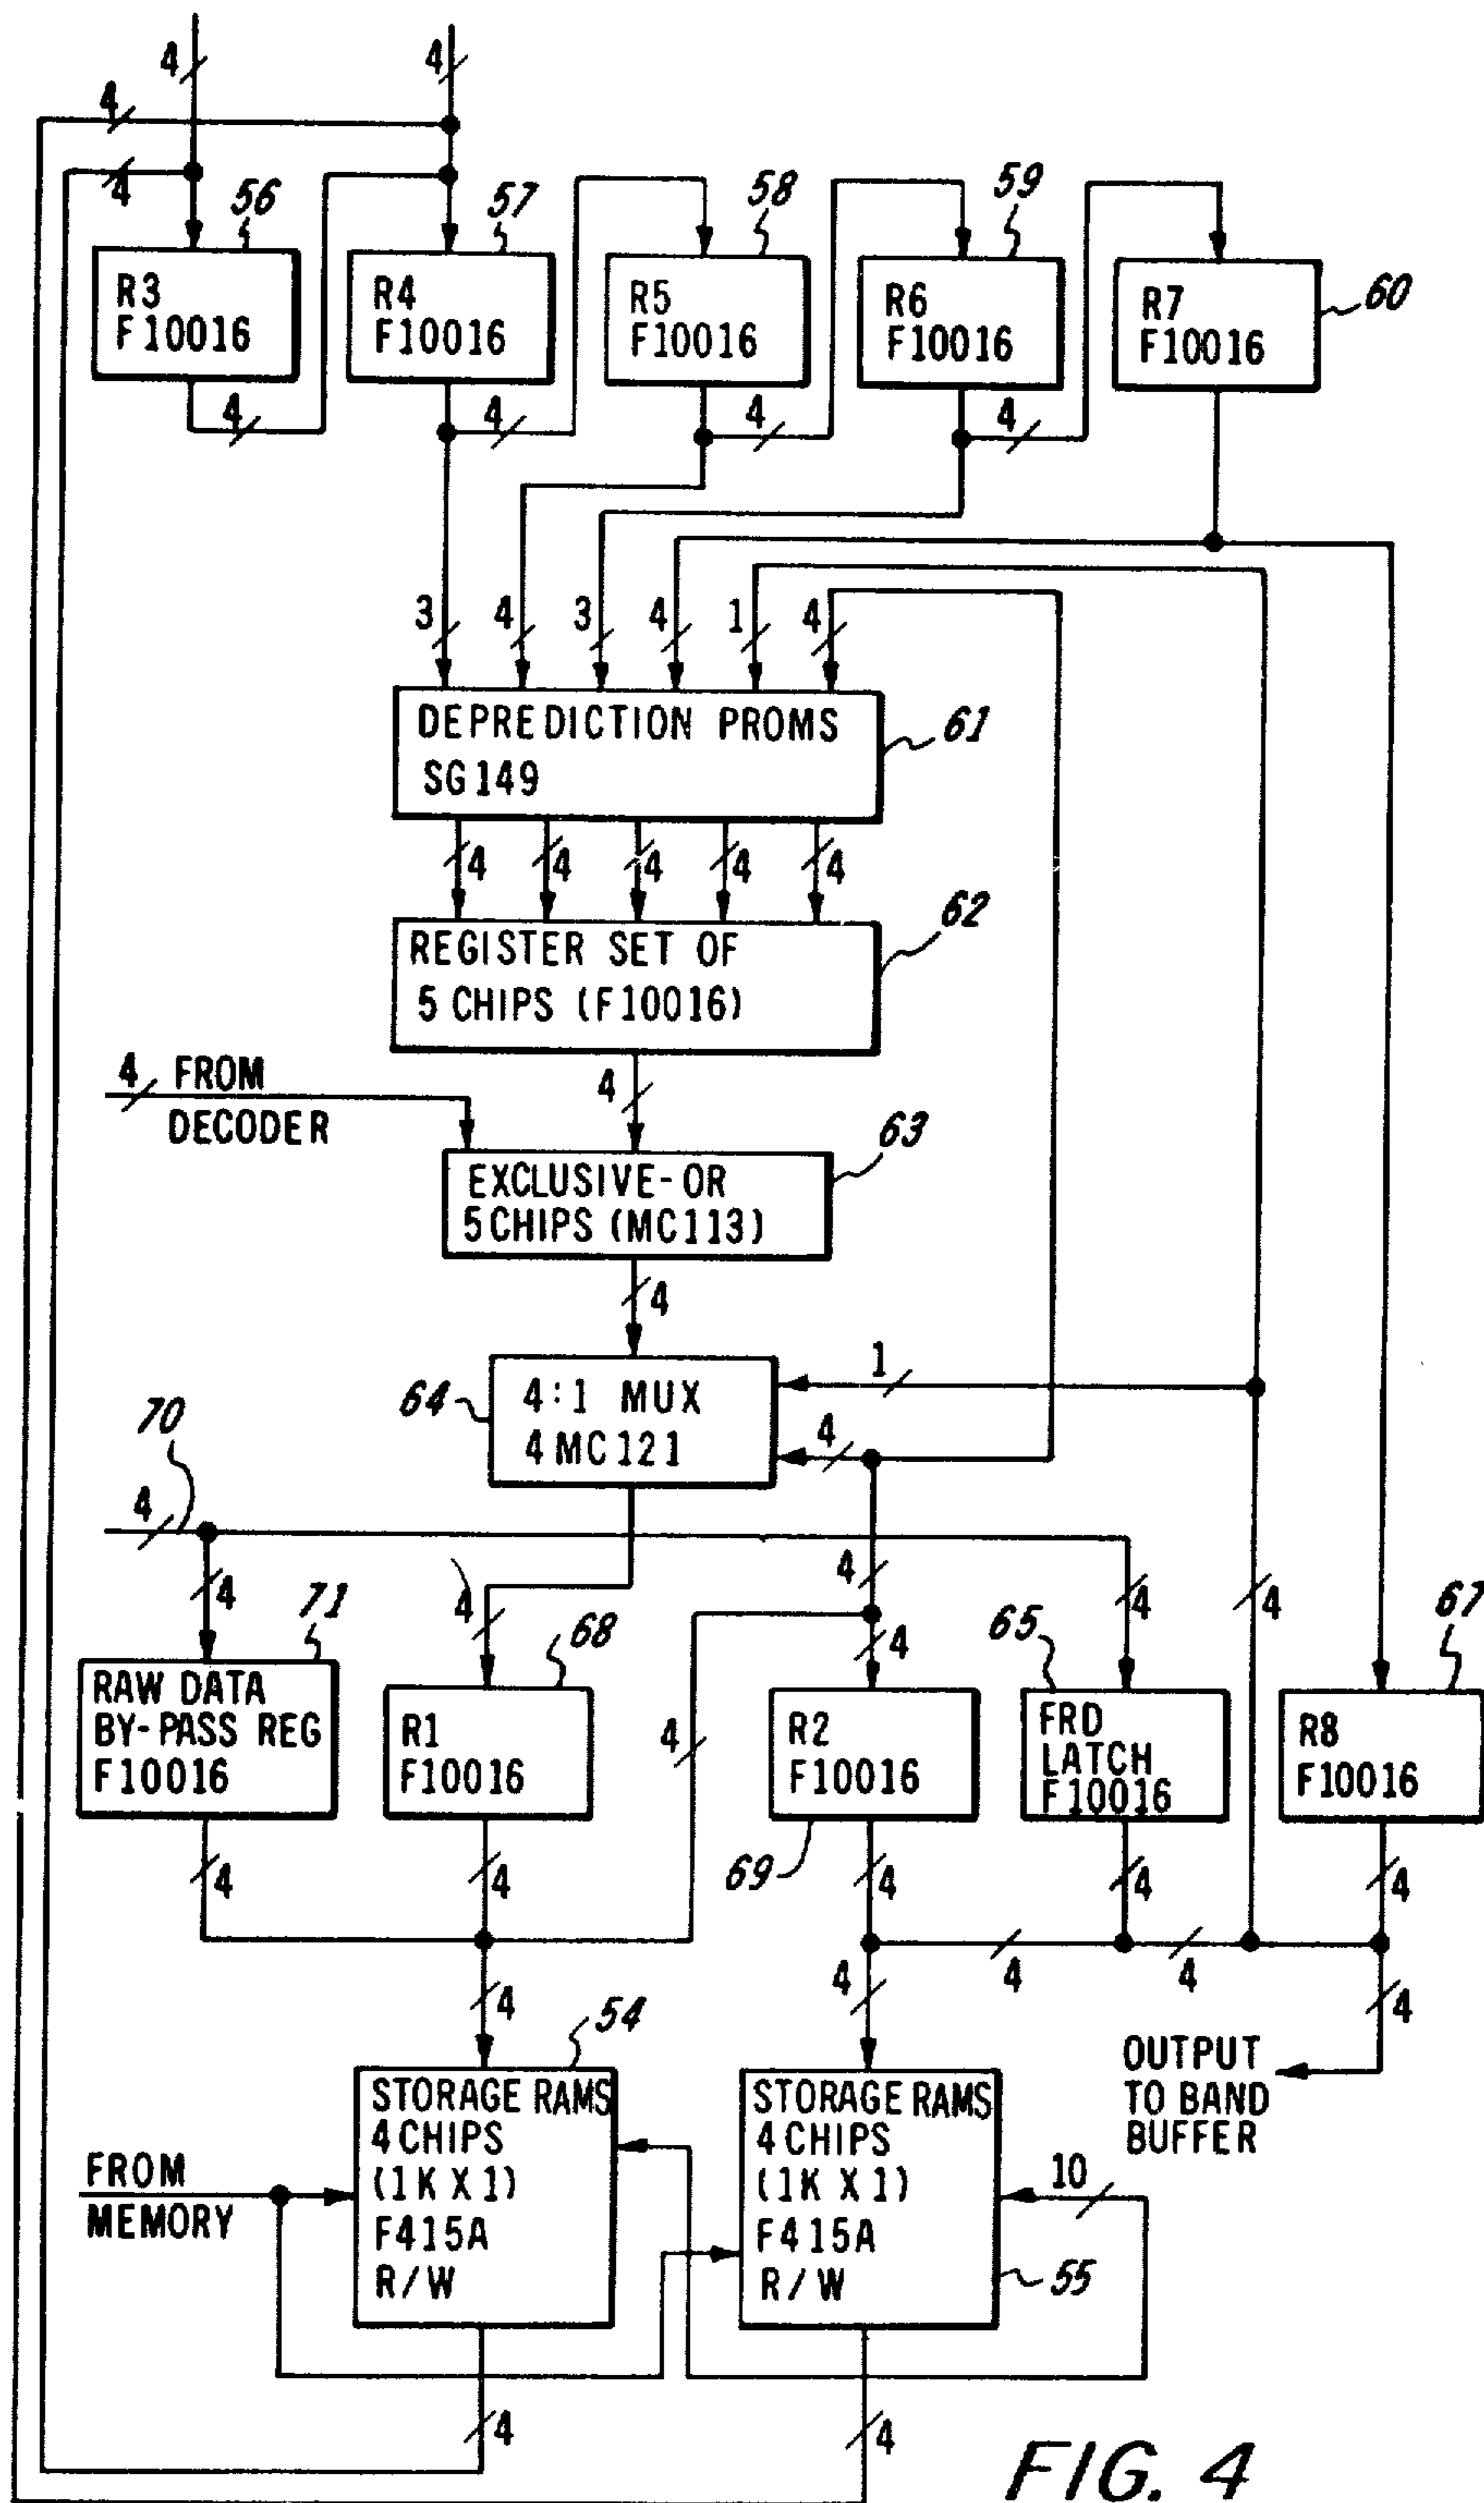 4
4
4
4
56
57
58
59
R3
F10016
R4
F10016
R5
F10016
R6
F10016
R7
F10016
60
4
4
4
4
3
4
3
4
1
4
DEPREDICTION PROMS
SG149
61
4
4
4
4
4
REGISTER SET OF
5 CHIPS (F10016)
62
4 FROM
DECODER
4
EXCLUSIVE-OR
5 CHIPS (MC113)
63
4
4:1 MUX
4 MC121
64
1
4
70
4
4
4
4
4
4
4
4
71
68
65
67
RAW DATA
BY-PASS REG
F10016
R1
F10016
R2
F10016
FRD
LATCH
F10016
R8
F10016
69
4
4
4
4
4
4
4
4
4
4
54
STORAGE RAMS
4 CHIPS
(1K X 1)
F415A
R/W
STORAGE RAMS
4 CHIPS
(1K X 1)
F415A
R/W
55
10
OUTPUT
TO BAND
BUFFER
FROM
MEMORY
4
4
FIG. 4